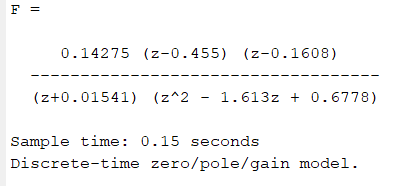 F =
0.14275 (z-0.455) (z-0.1608)
-----------------------------------
(z+0.01541) (z^2 - 1.613z + 0.6778)
Sample time: 0.15 seconds
Discrete-time zero/pole/gain model.